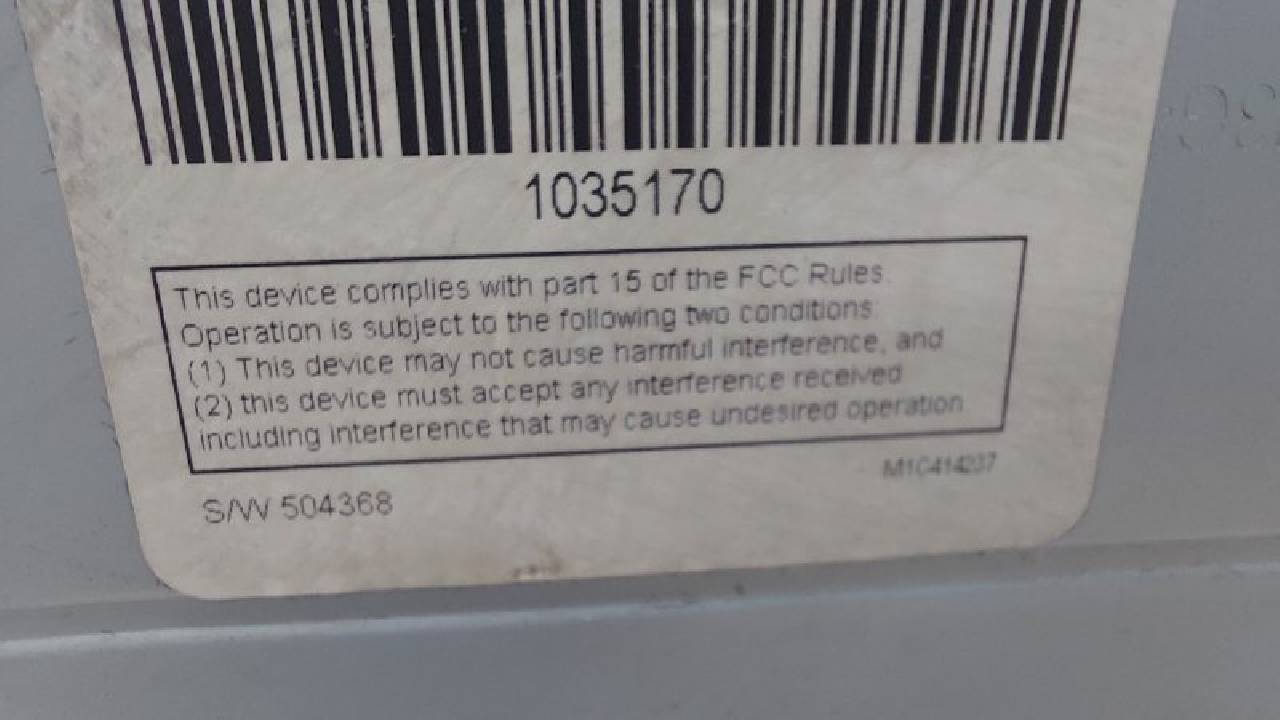 1035170
This device complies with part 15 of the FCC Rules.
Operation is subject to the following two conditions:
(1) This device may not cause harmful interference, and
(2) this device must accept any interference received
including interference that may cause undesired operation.
M1C414237
S/W 504368